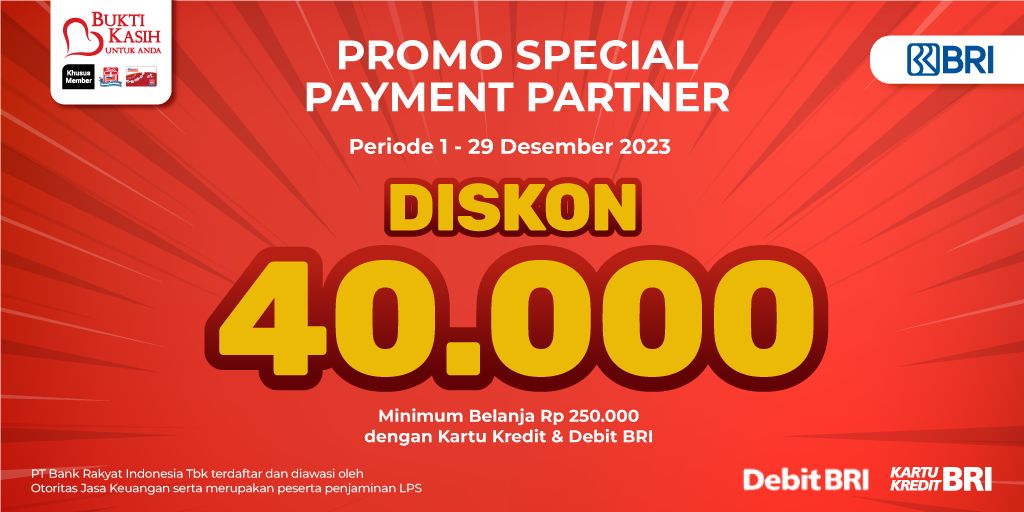 BUKTI
KASIH
UNTUK ANDA
Khusus
Member
BRI
PROMO SPECIAL
PAYMENT PARTNER
Periode 1 - 29 Desember 2023
DISKON
40.000
Minimum Belanja Rp 250.000
dengan Kartu Kredit & Debit BRI
PT Bank Rakyat Indonesia Tbk terdaftar dan diawasi oleh
Otoritas Jasa Keuangan serta merupakan peserta penjaminan LPS
Debit BRI
KARTU
KREDIT BRI